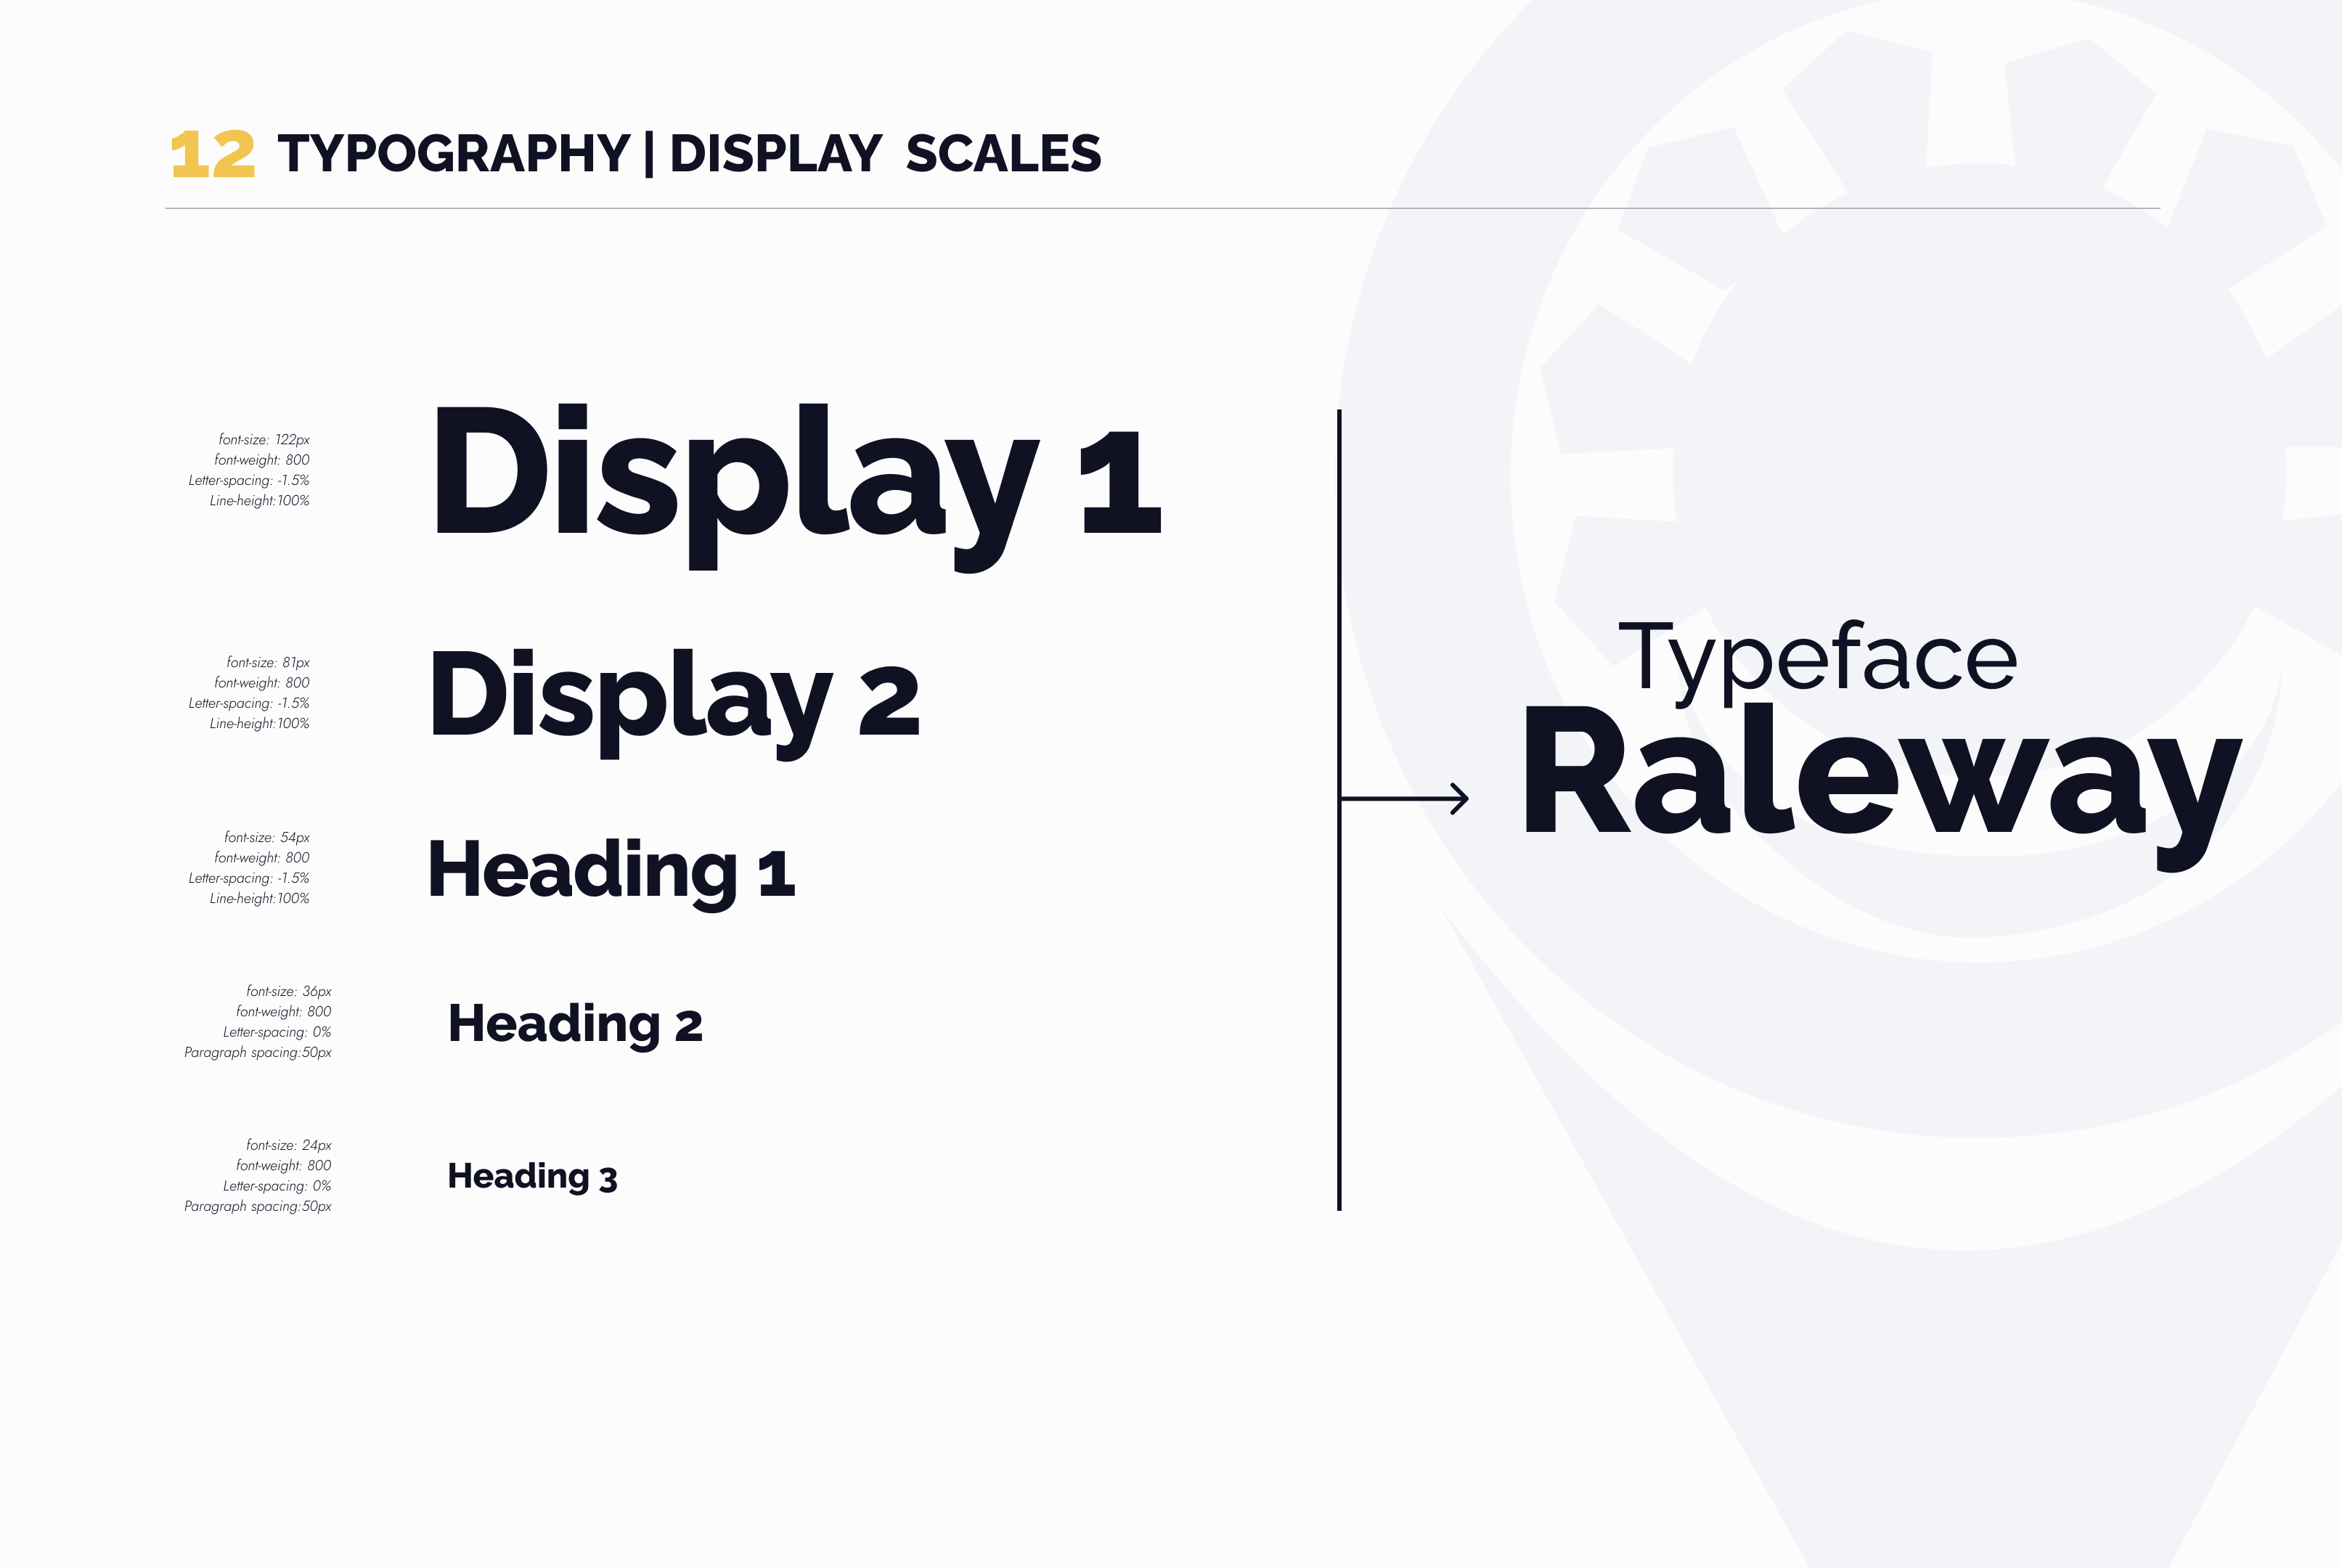 12 TYPOGRAPHY | DISPLAY SCALES
font-size: 122px
font-weight: 800
Letter-spacing: -1.5%
Line-height:100%
Display 1
font-size: 81px
font-weight: 800
Letter-spacing: -1.5%
Line-height:100%
Display 2
font-size: 54px
font-weight: 800
Letter-spacing: -1.5%
Line-height:100%
Heading 1
font-size: 36px
font-weight: 800
Letter-spacing: 0%
Paragraph spacing:50px
Heading 2
font-size: 24px
font-weight: 800
Letter-spacing: 0%
Paragraph spacing:50px
Heading 3
Typeface
Raleway